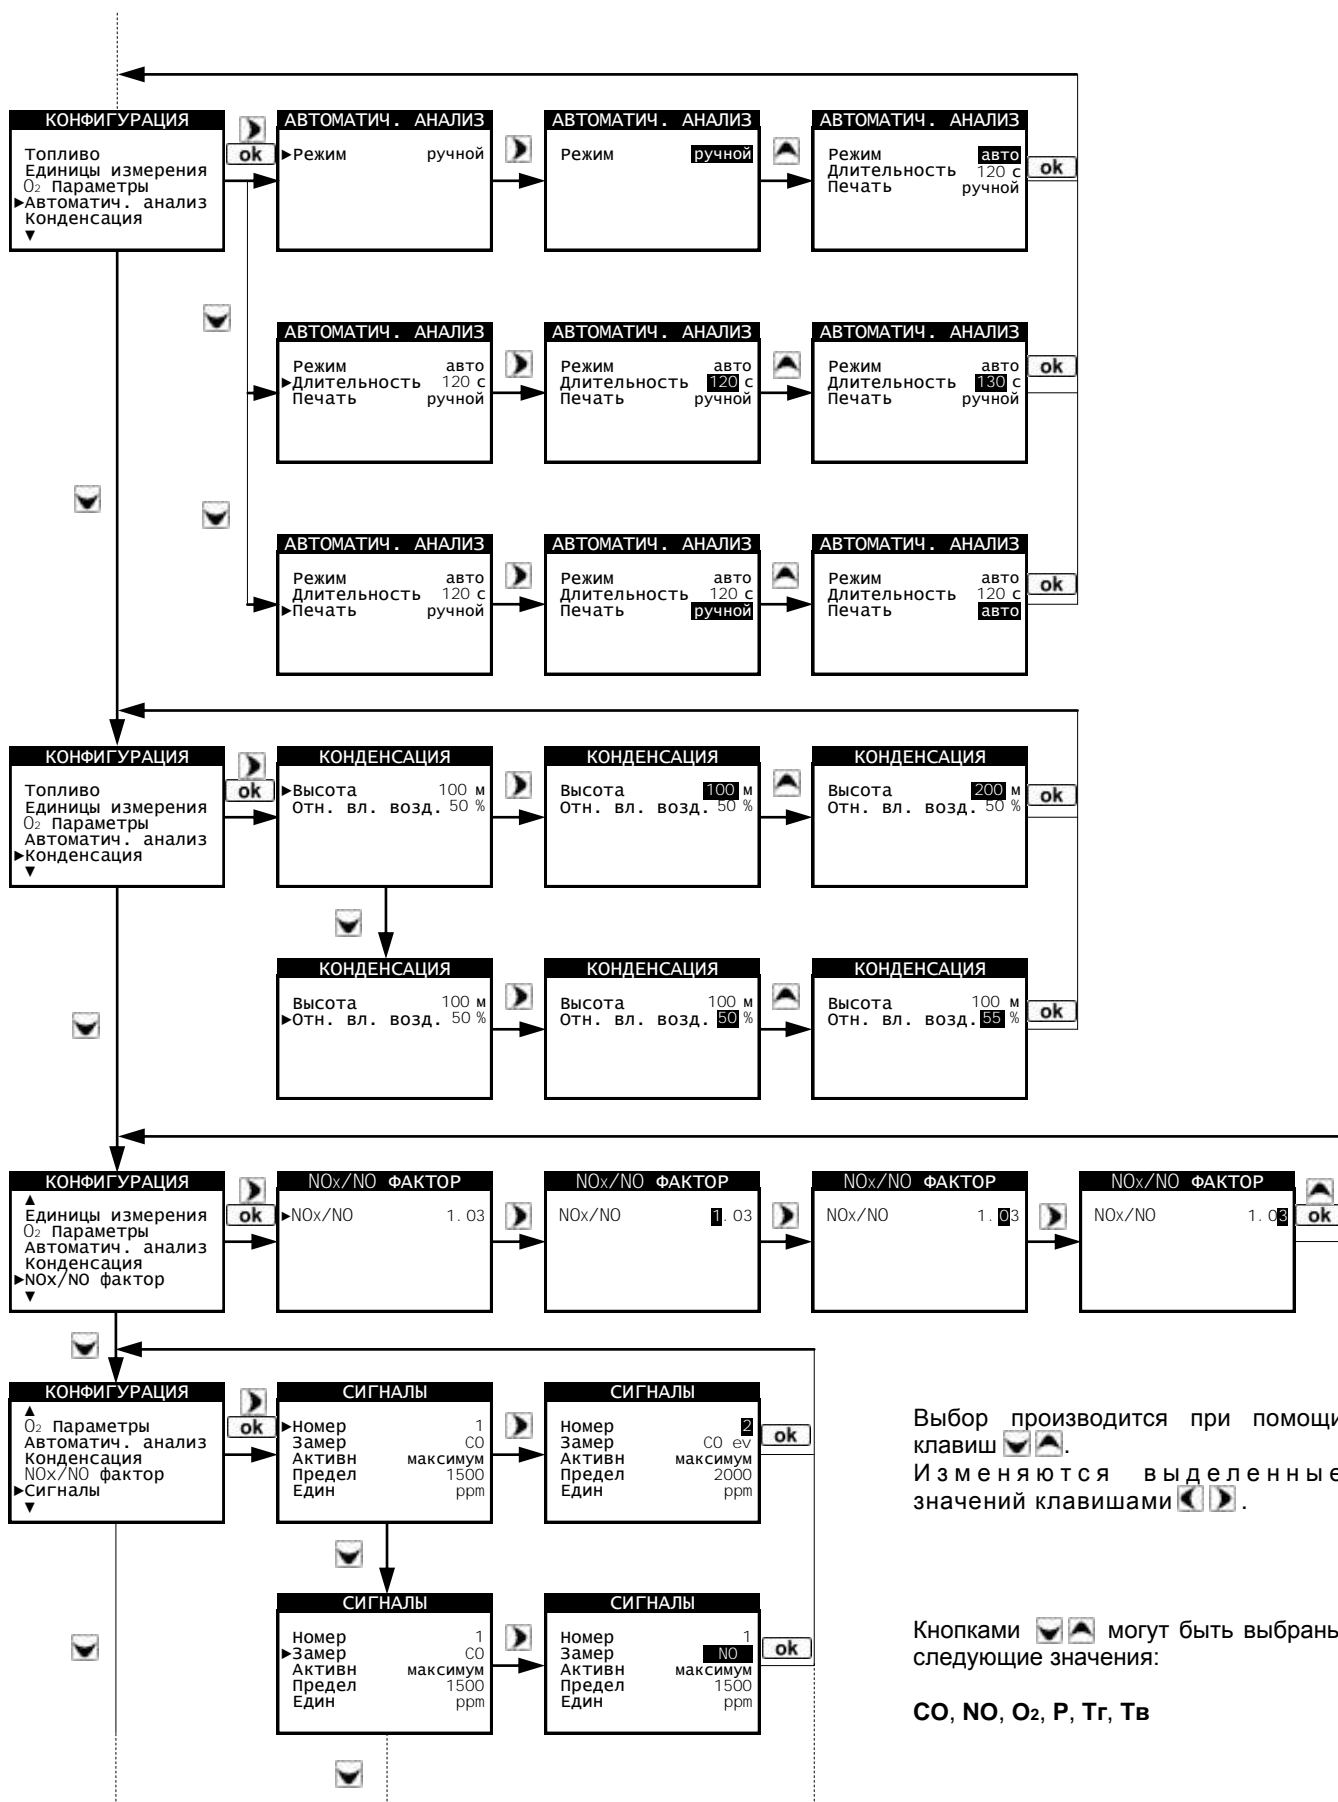 КОНФИГУРАЦИЯ
Топливо
Единицы измерения
O2 Параметры
▶Автоматич. анализ
Конденсация
▼
ok
АВТОМАТИЧ. АНАЛИЗ
▶Режим ручной
АВТОМАТИЧ. АНАЛИЗ
Режим ручной
АВТОМАТИЧ. АНАЛИЗ
Режим авто
Длительность 120 с
Печать ручной
ok
АВТОМАТИЧ. АНАЛИЗ
Режим авто
▶Длительность 120 с
Печать ручной
АВТОМАТИЧ. АНАЛИЗ
Режим авто
Длительность 120 с
Печать ручной
АВТОМАТИЧ. АНАЛИЗ
Режим авто
Длительность 130 с
Печать ручной
ok
АВТОМАТИЧ. АНАЛИЗ
Режим авто
Длительность 120 с
▶Печать ручной
АВТОМАТИЧ. АНАЛИЗ
Режим авто
Длительность 120 с
Печать ручной
АВТОМАТИЧ. АНАЛИЗ
Режим авто
Длительность 120 с
Печать авто
ok
КОНФИГУРАЦИЯ
Топливо
Единицы измерения
O2 Параметры
Автоматич. анализ
▶Конденсация
▼
ok
КОНДЕНСАЦИЯ
▶Высота 100 м
Отн. вл. возд. 50 %
КОНДЕНСАЦИЯ
Высота 100 м
Отн. вл. возд. 50 %
КОНДЕНСАЦИЯ
Высота 200 м
Отн. вл. возд. 50 %
ok
КОНДЕНСАЦИЯ
Высота 100 м
▶Отн. вл. возд. 50 %
КОНДЕНСАЦИЯ
Высота 100 м
Отн. вл. возд. 50 %
КОНДЕНСАЦИЯ
Высота 100 м
Отн. вл. возд. 55 %
ok
КОНФИГУРАЦИЯ
▲
Единицы измерения
O2 Параметры
Автоматич. анализ
Конденсация
▶NOx/NO фактор
▼
ok
NOx/NO ФАКТОР
▶NOx/NO 1.03
NOx/NO ФАКТОР
NOx/NO 1.03
NOx/NO ФАКТОР
NOx/NO 1.03
NOx/NO ФАКТОР
NOx/NO 1.03
ok
КОНФИГУРАЦИЯ
▲
O2 Параметры
Автоматич. анализ
Конденсация
NOx/NO фактор
▶Сигналы
▼
ok
СИГНАЛЫ
▶Номер 1
Замер CO
Активн максимум
Предел 1500
Един ppm
СИГНАЛЫ
Номер 2
Замер CO ev
Активн максимум
Предел 2000
Един ppm
ok
Выбор производится при помощи
клавиш .
Изменяются выделенные
значений клавишами .
СИГНАЛЫ
Номер 1
▶Замер CO
Активн максимум
Предел 1500
Един ppm
СИГНАЛЫ
Номер 1
Замер NO
Активн максимум
Предел 1500
Един ppm
ok
Кнопками могут быть выбраны
следующие значения:
CO, NO, O2, P, Тг, Тв